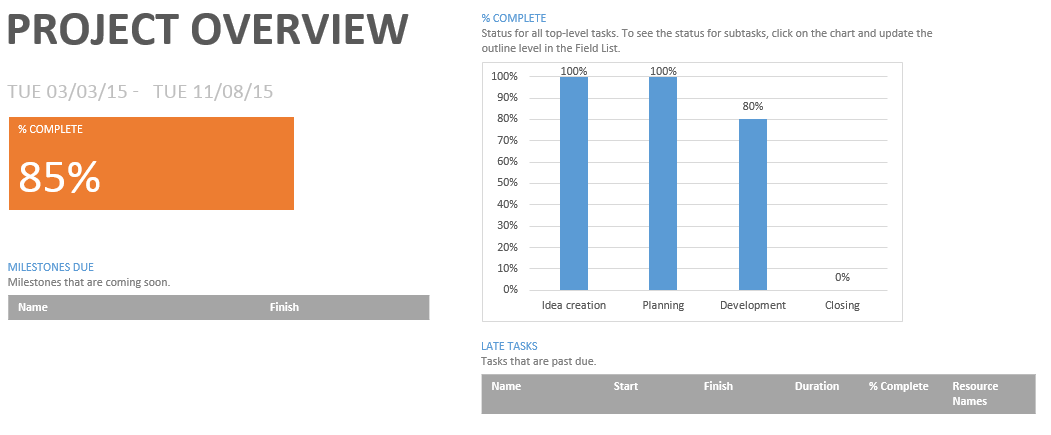 PROJECT OVERVIEW
TUE 03/03/15 - TUE 11/08/15
% COMPLETE
85%
MILESTONES DUE
Milestones that are coming soon.
Name Finish
% COMPLETE
Status for all top-level tasks. To see the status for subtasks, click on the chart and update the
outline level in the Field List.
100%
90%
80%
70%
60%
50%
40%
30%
20%
10%
0%
100% 100%
80%
0%
Idea creation Planning Development Closing
LATE TASKS
Tasks that are past due.
Name Start Finish Duration % Complete Resource
Names